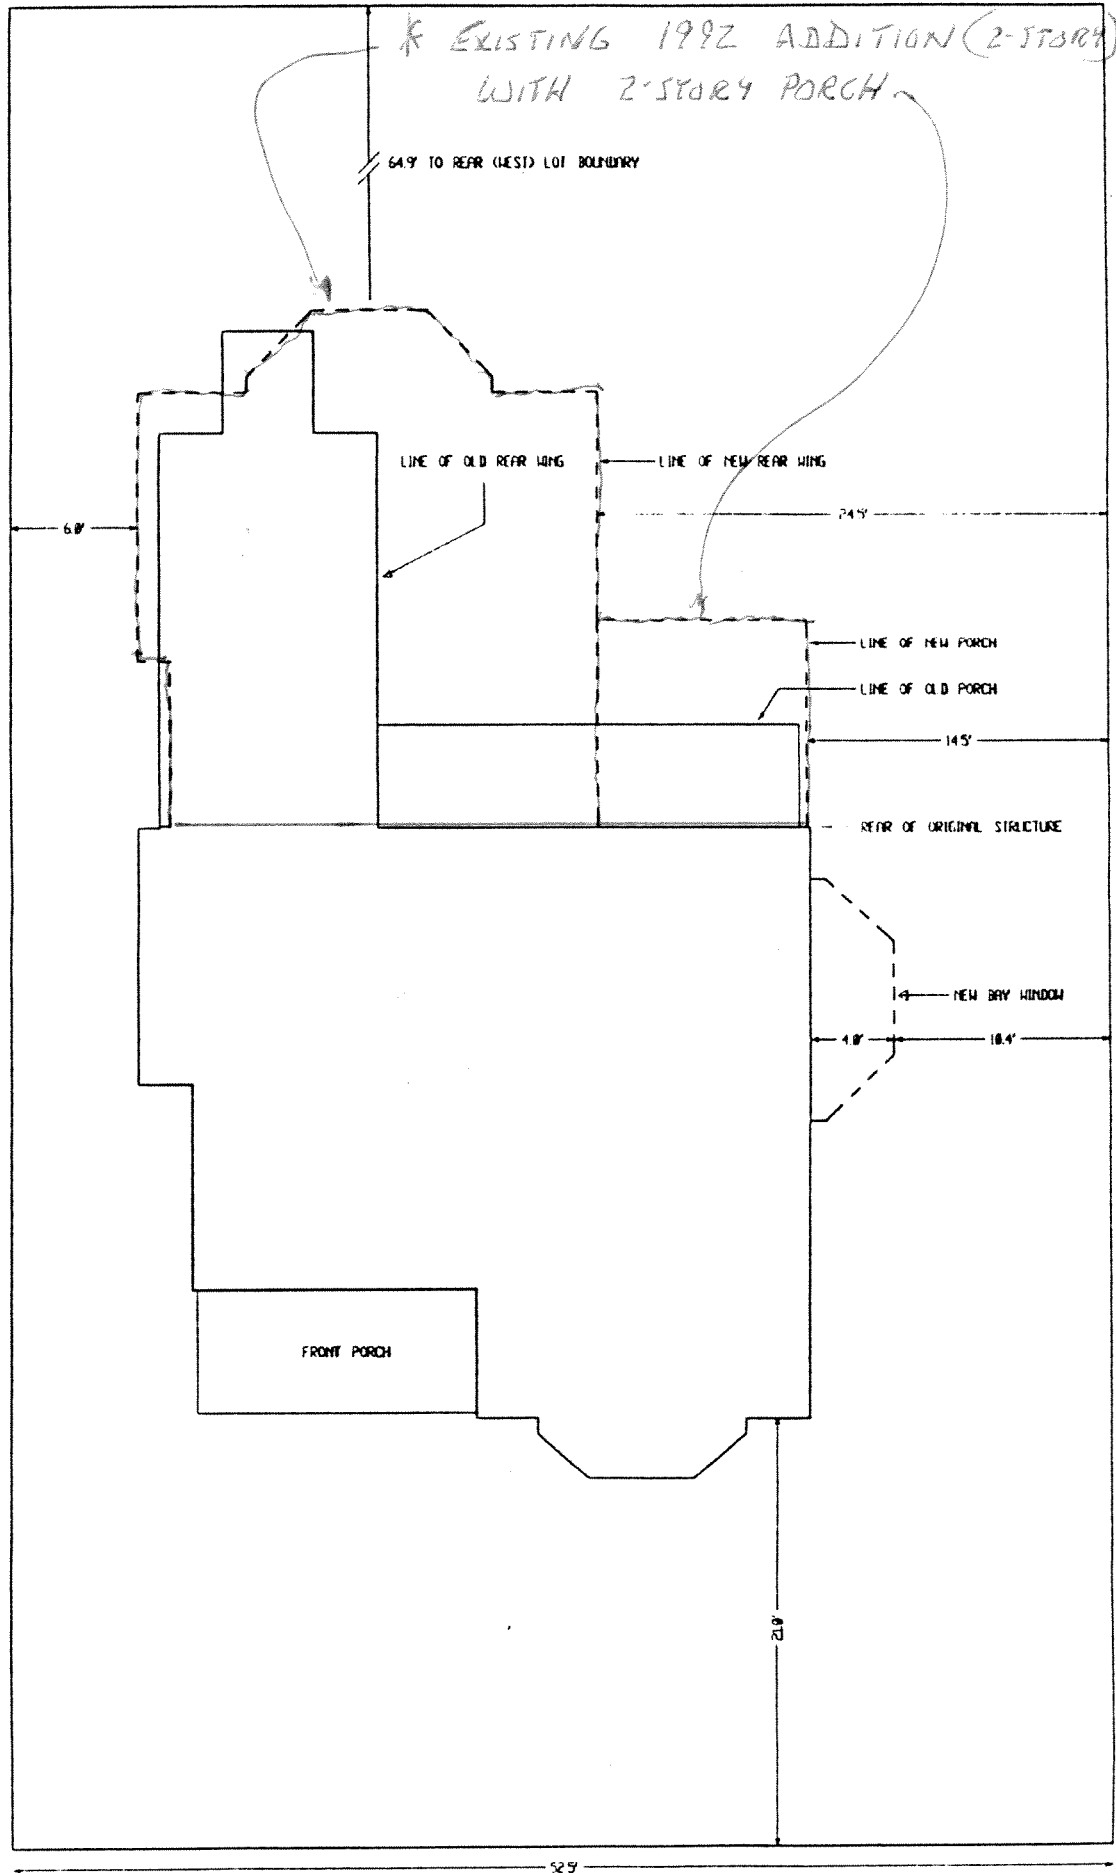 * EXISTING 1992 ADDITION (2-STORY)
WITH 2-STORY PORCH
64.9' TO REAR (WEST) LOT BOUNDARY
LINE OF OLD REAR WING
LINE OF NEW REAR WING
6.0'
24.5'
LINE OF NEW PORCH
LINE OF OLD PORCH
14.5'
REAR OF ORIGINAL STRUCTURE
NEW BAY WINDOW
4.0'
10.4'
FRONT PORCH
21.0'
52.5'